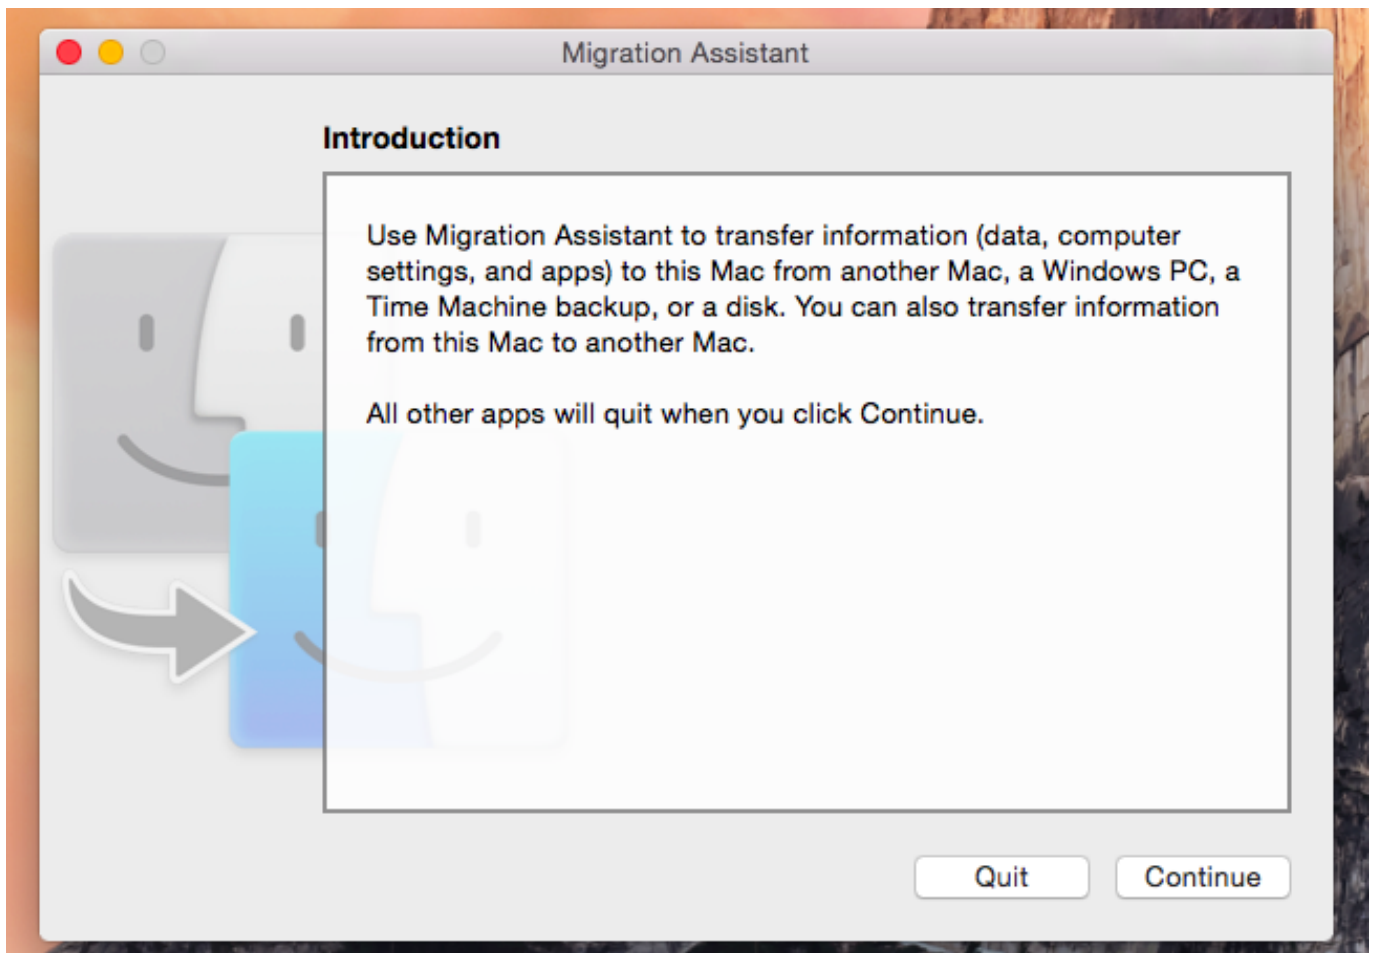 Migration Assistant
Introduction
Use Migration Assistant to transfer information (data, computer
settings, and apps) to this Mac from another Mac, a Windows PC, a
Time Machine backup, or a disk. You can also transfer information
from this Mac to another Mac.
All other apps will quit when you click Continue.
Quit
Continue